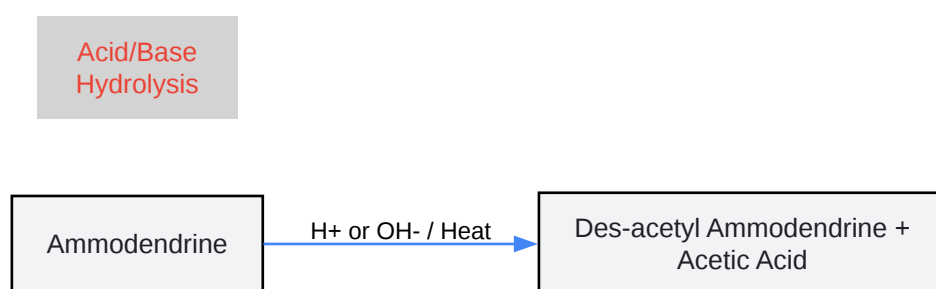 Acid/Base
Hydrolysis
Ammodendrine
H+ or OH- / Heat
Des-acetyl Ammodendrine +
Acetic Acid